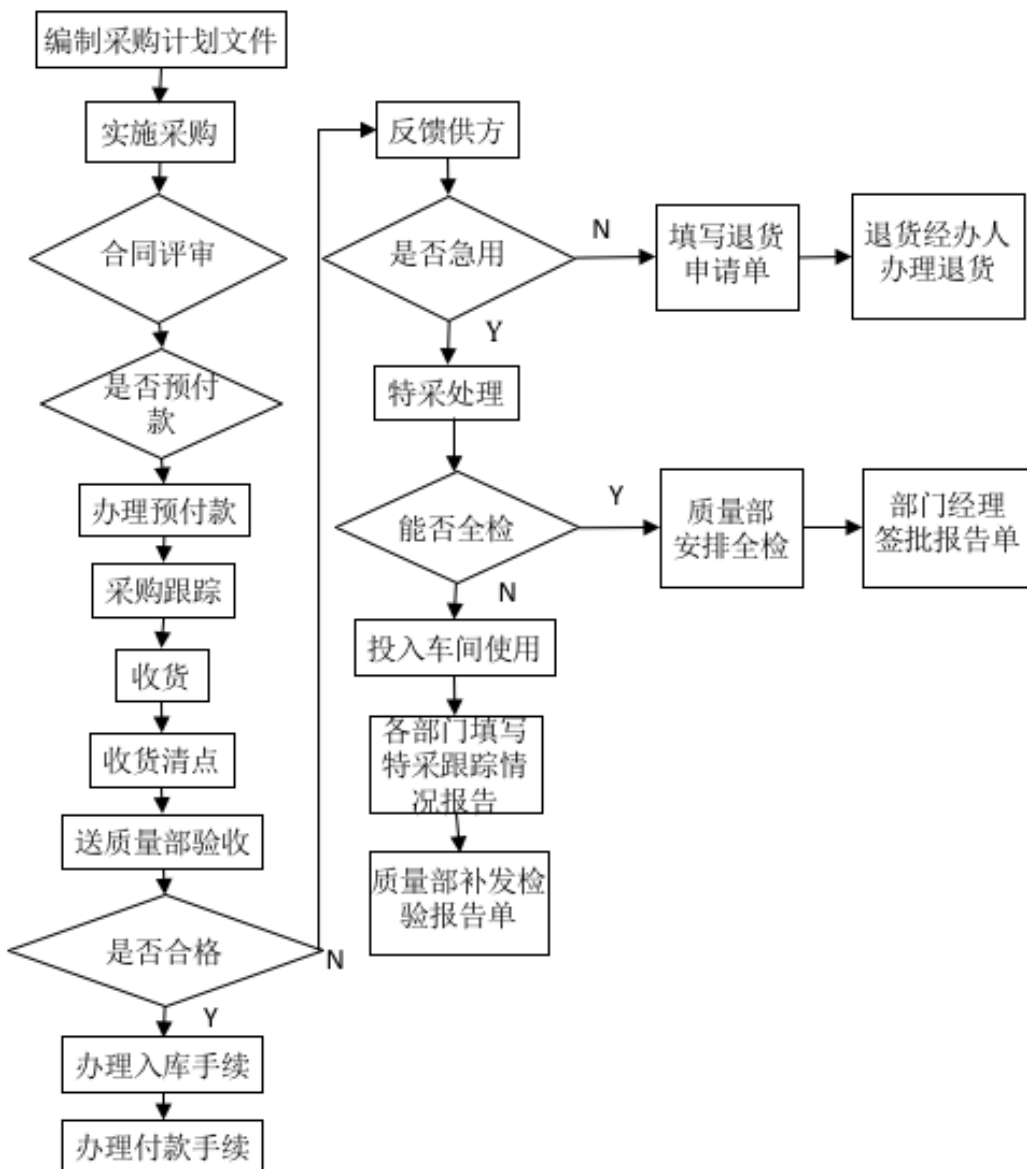 编制采购计划文件
实施采购
合同评审
是否预付
款
办理预付款
采购跟踪
收货
收货清点
送质量部验收
是否合格
N
Y
办理入库手续
办理付款手续
反馈供方
是否急用
N
填写退货
申请单
退货经办人
办理退货
Y
特采处理
能否全检
Y
质量部
安排全检
部门经理
签批报告单
N
投入车间使用
各部门填写
特采跟踪情
况报告
质量部补发检
验报告单